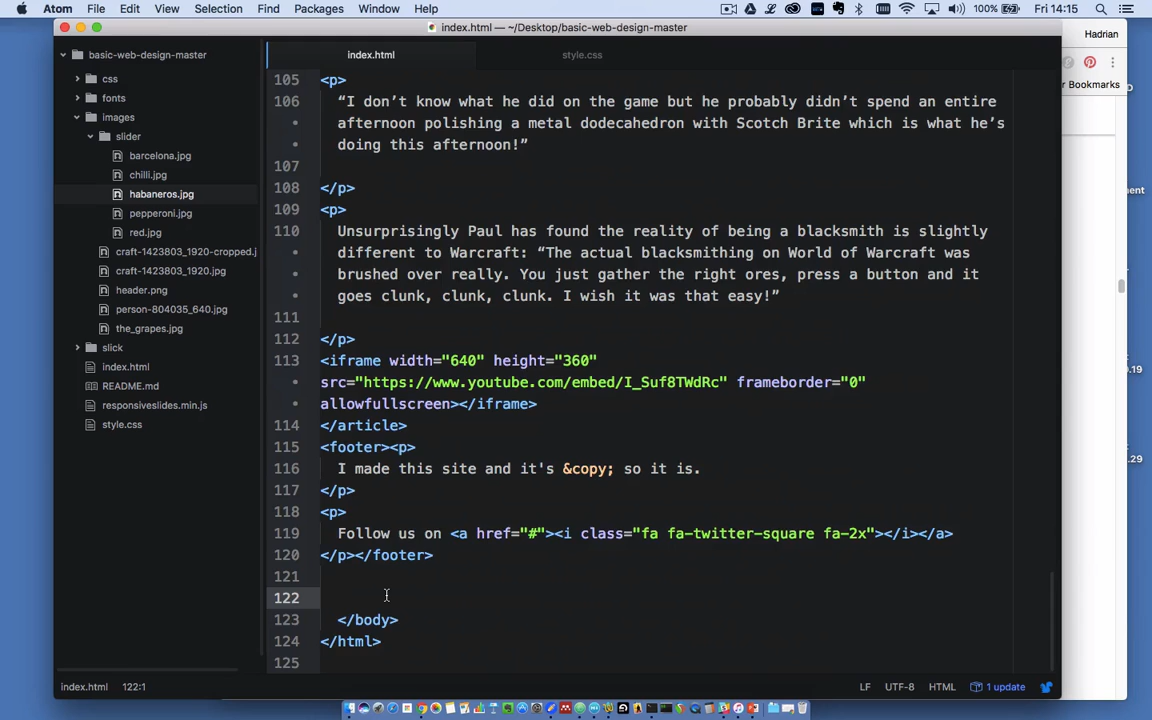 Atom File Edit View Selection Find Packages Window Help 100% Fri 14:15
index.html — ~/Desktop/basic-web-design-master
Hadrian
basic-web-design-master
index.html
style.css
r Bookmarks
css
fonts
images
slider
barcelona.jpg
chilli.jpg
habaneros.jpg
pepperoni.jpg
red.jpg
craft-1423803_1920-cropped.j
craft-1423803_1920.jpg
header.png
person-804035_640.jpg
the_grapes.jpg
slick
index.html
README.md
responsiveslides.min.js
style.css
105 <p>
106 “I don’t know what he did on the game but he probably didn’t spend an entire
• afternoon polishing a metal dodecahedron with Scotch Brite which is what he’s
• doing this afternoon!”
107
108 </p>
109 <p>
110 Unsurprisingly Paul has found the reality of being a blacksmith is slightly
• different to Warcraft: “The actual blacksmithing on World of Warcraft was
• brushed over really. You just gather the right ores, press a button and it
• goes clunk, clunk, clunk. I wish it was that easy!”
111
112 </p>
113 <iframe width="640" height="360"
• src="https://www.youtube.com/embed/I_Suf8TWdRc" frameborder="0"
• allowfullscreen></iframe>
114 </article>
115 <footer><p>
116 I made this site and it's &copy; so it is.
117 </p>
118 <p>
119 Follow us on <a href="#"><i class="fa fa-twitter-square fa-2x"></i></a>
120 </p></footer>
121
122
123 </body>
124 </html>
125
ment
0.19
.29
index.html 122:1
LF UTF-8 HTML 1 update